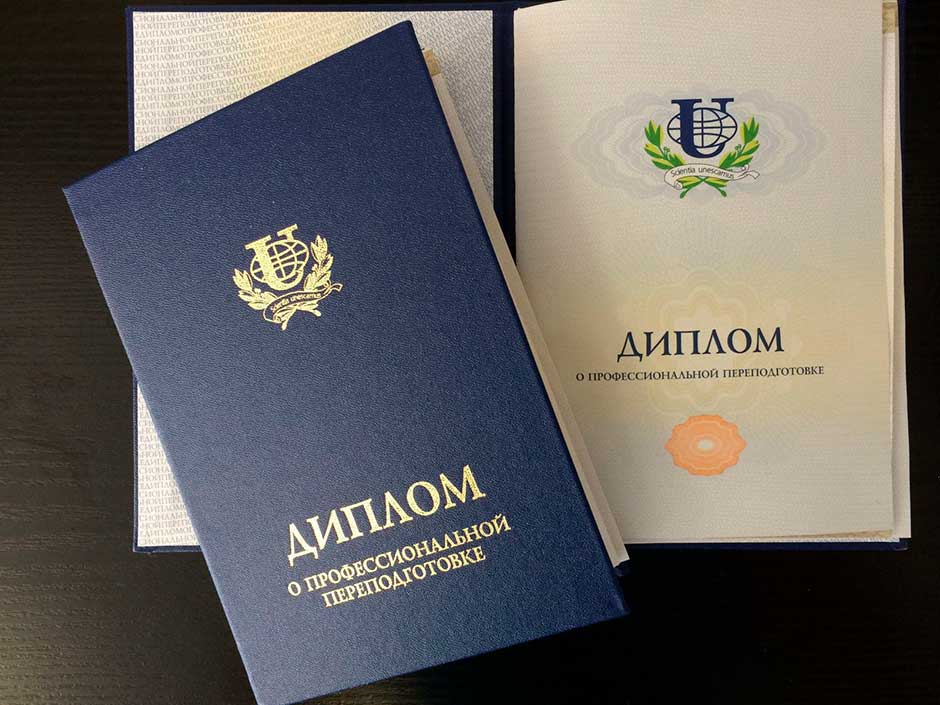 Scientia unescamus
ДИПЛОМ
О ПРОФЕССИОНАЛЬНОЙ
ПЕРЕПОДГОТОВКЕ
Scientia unescamus
ДИПЛОМ
О ПРОФЕССИОНАЛЬНОЙ ПЕРЕПОДГОТОВКЕ